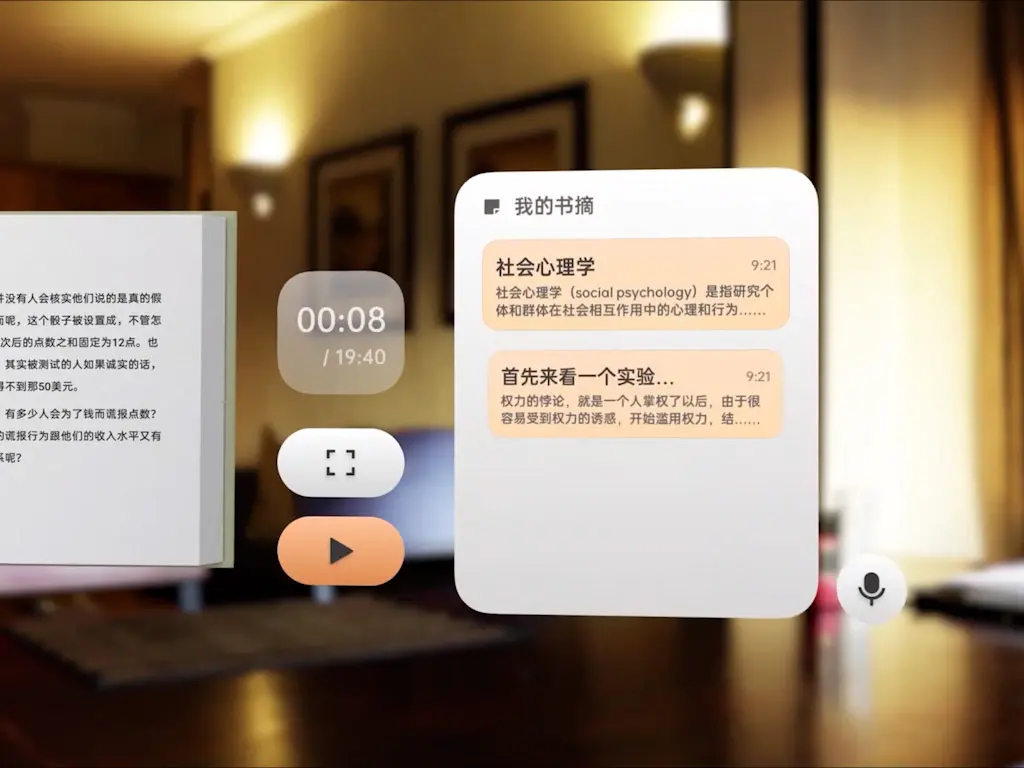 并没有人会核实他们说的是真的假
而呢，这个骰子被设置成，不管怎
次后的点数之和固定为12点。也
其实被测试的人如果诚实的话，
得不到那50美元。
有多少人会为了钱而谎报点数？
的谎报行为跟他们的收入水平又有
系呢？
00:08
/ 19:40
我的书摘
社会心理学 9:21
社会心理学（social psychology）是指研究个
体和群体在社会相互作用中的心理和行为……
首先来看一个实验… 9:21
权力的悖论，就是一个人掌权了以后，由于很
容易受到权力的诱惑，开始滥用权力，结……